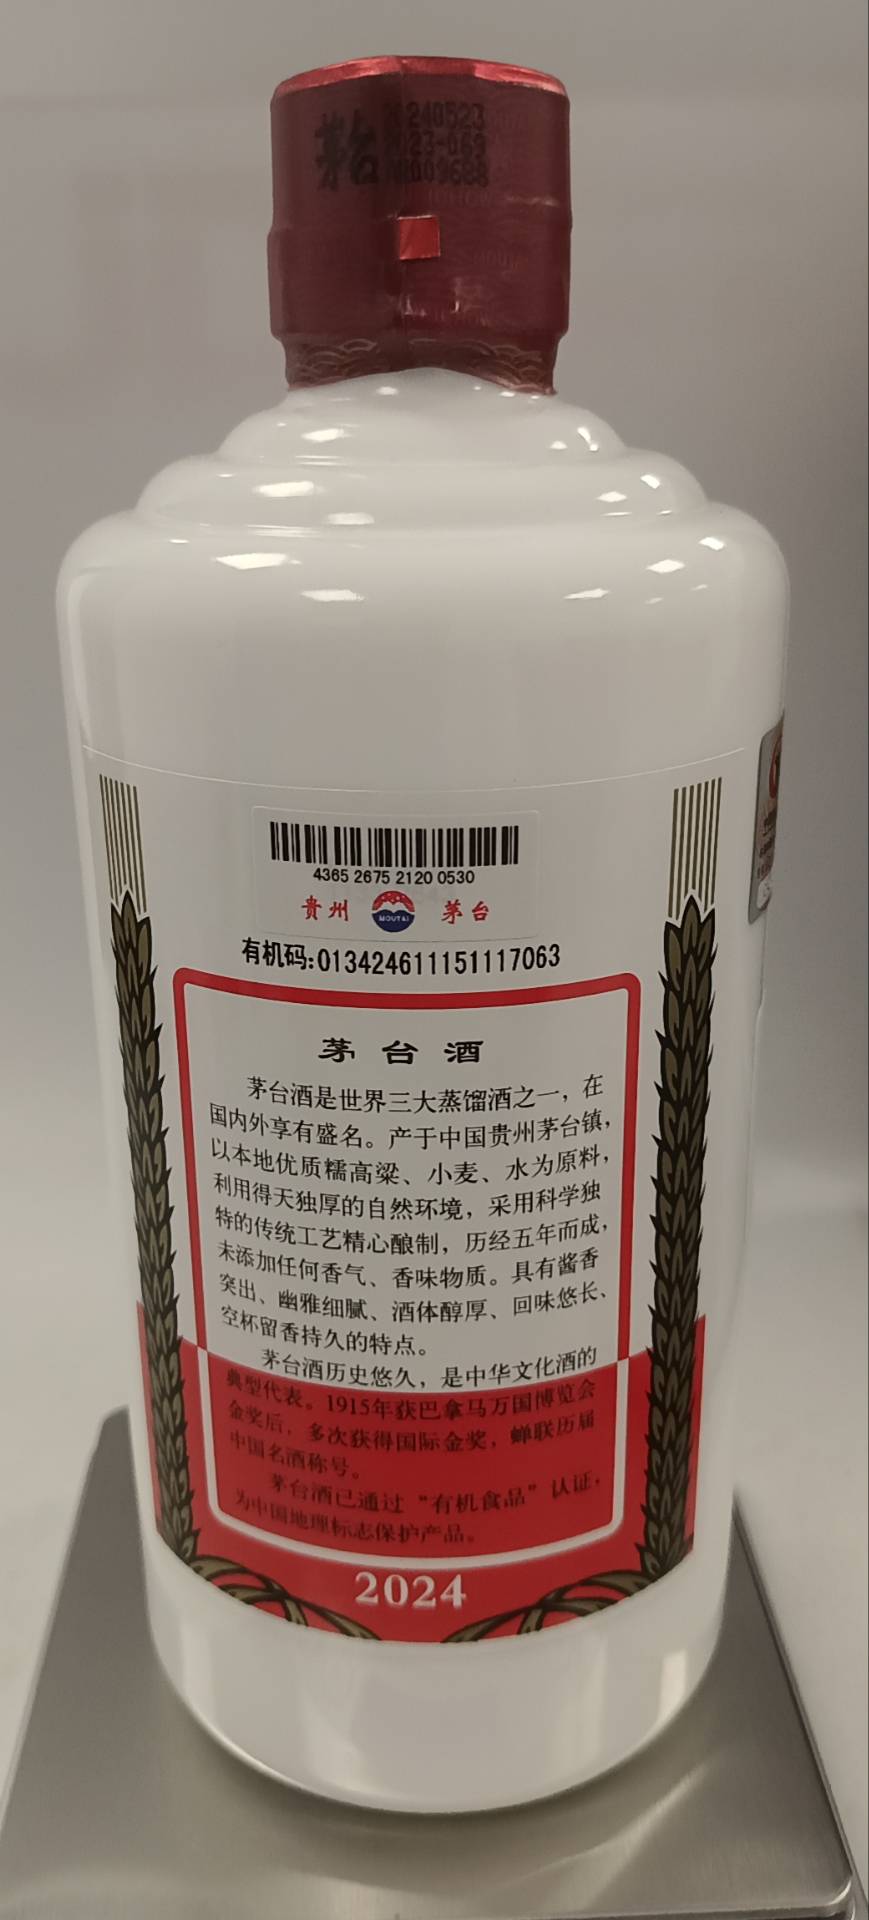 茅台
20240523
2023-069
009688
4365 2675 2120 0530
贵州 MOUTAI 茅台
有机码:013424611151117063
茅台酒
茅台酒是世界三大蒸馏酒之一，在
国内外享有盛名。产于中国贵州茅台镇，
以本地优质糯高粱、小麦、水为原料，
利用得天独厚的自然环境，采用科学独
特的传统工艺精心酿制，历经五年而成，
未添加任何香气、香味物质。具有酱香
突出、幽雅细腻、酒体醇厚、回味悠长、
空杯留香持久的特点。
茅台酒历史悠久，是中华文化酒的
典型代表。1915年获巴拿马万国博览会
金奖后，多次获得国际金奖，蝉联历届
中国名酒称号。
茅台酒已通过“有机食品”认证，
为中国地理标志保护产品。
2024